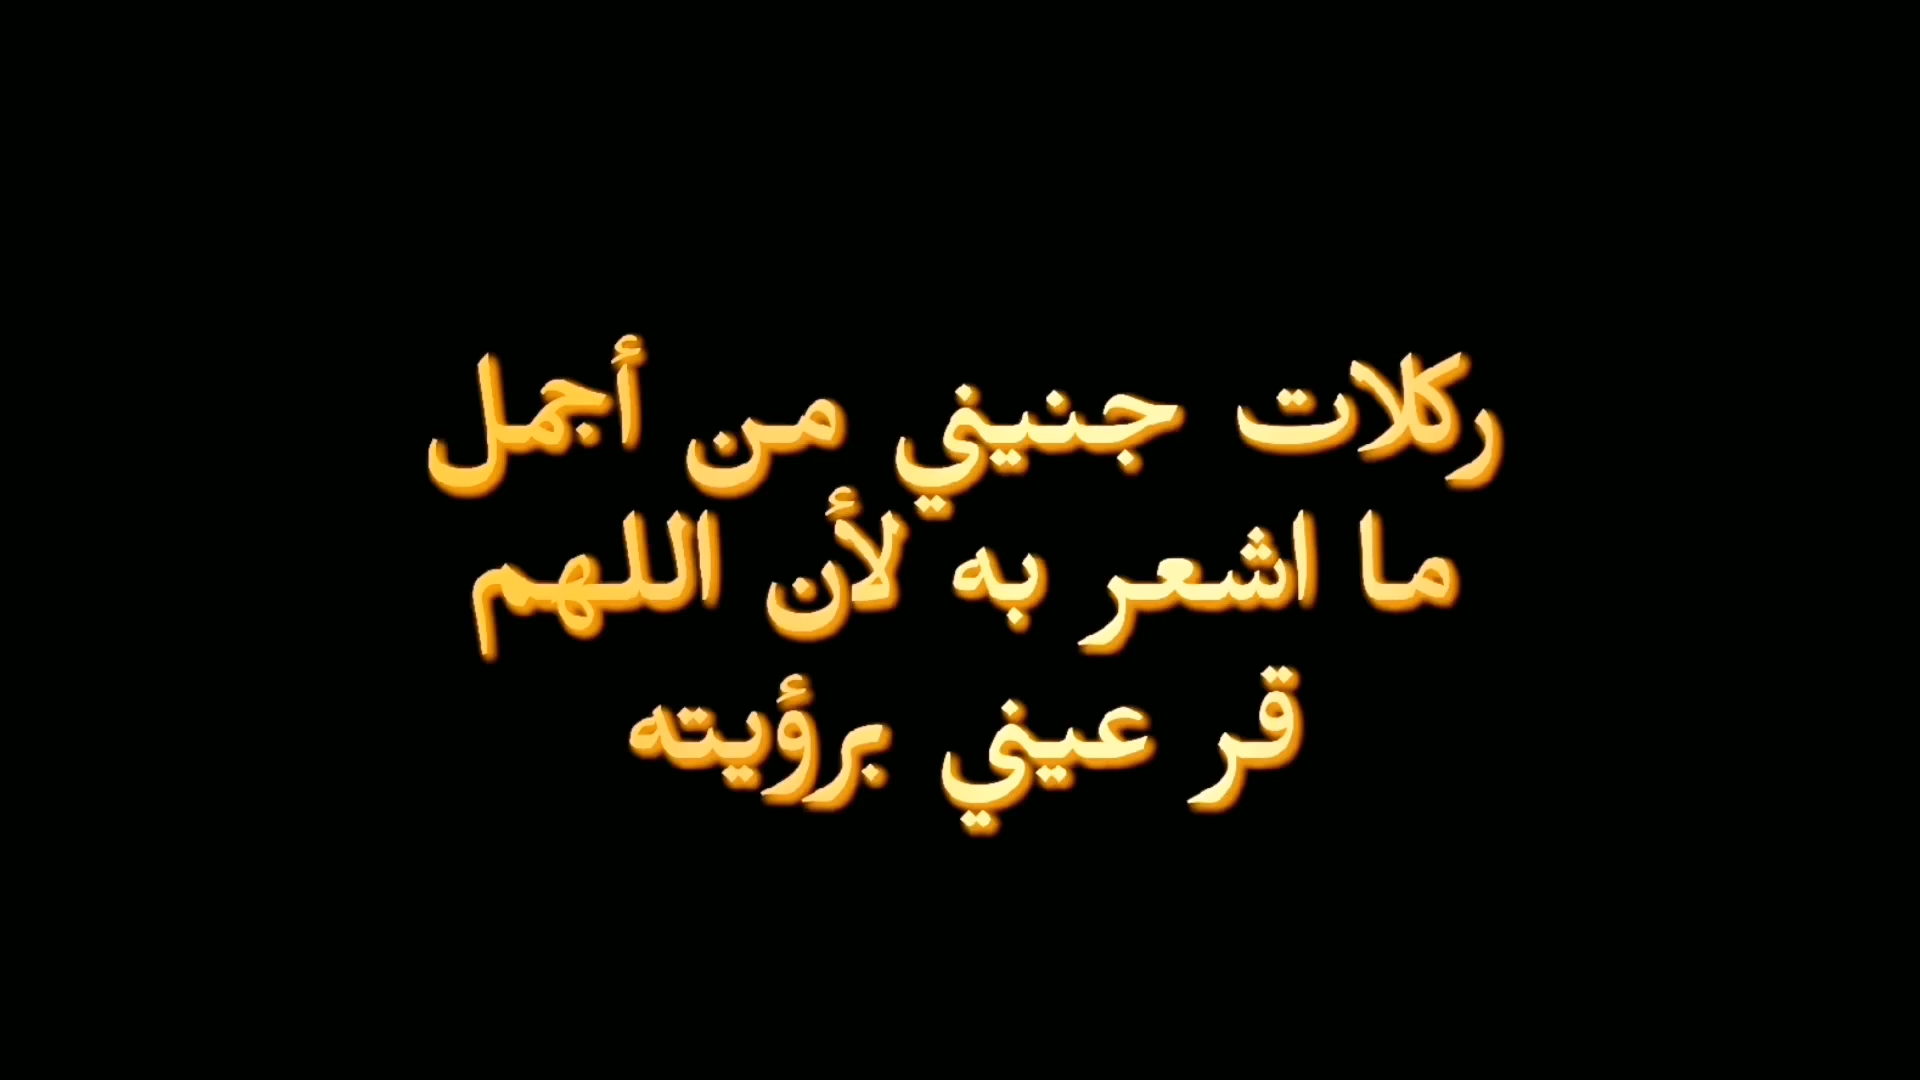 ركلات جنيني من أجمل
ما اشعر به لأن اللهم
قر عيني برؤيته